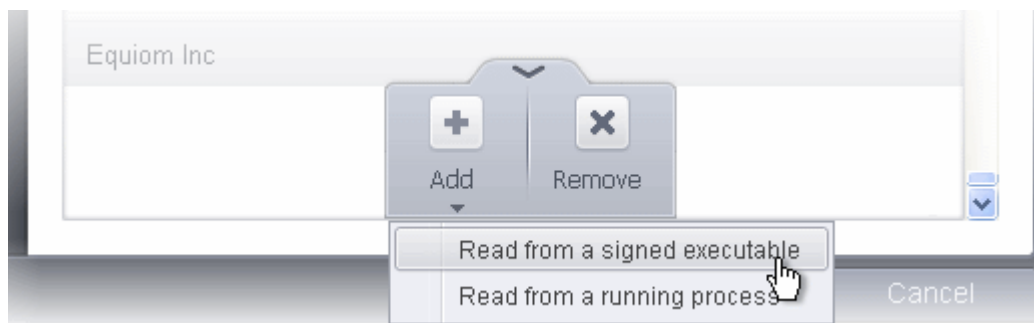 Equiom Inc
Add
Remove
Read from a signed executable
Read from a running process
Cancel